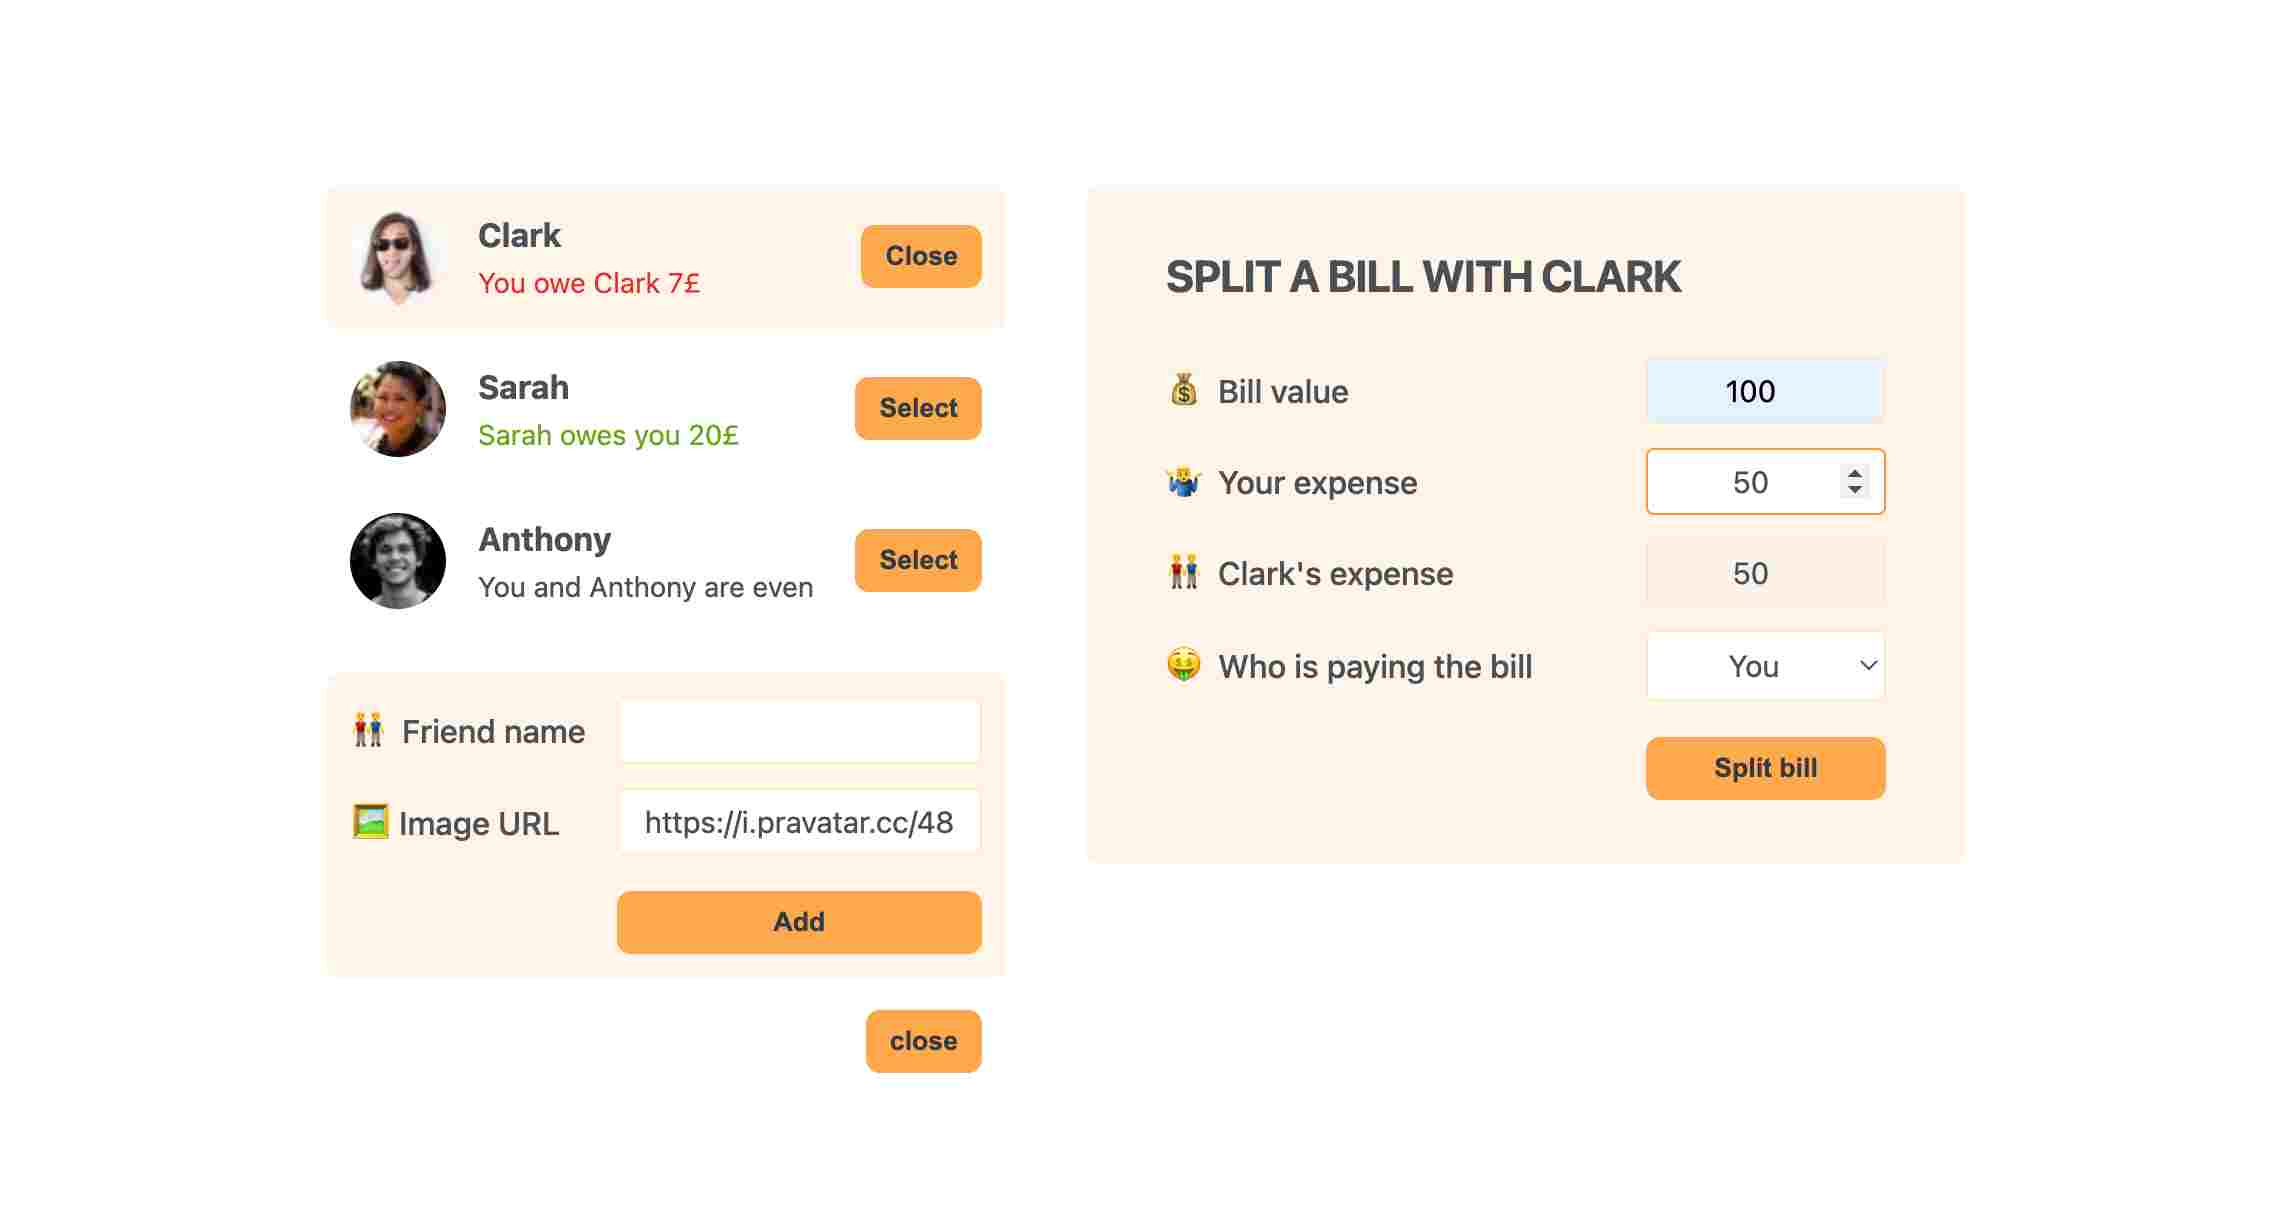 Clark
You owe Clark 7£
Close
Sarah
Sarah owes you 20£
Select
Anthony
You and Anthony are even
Select
Friend name
Image URL
https://i.pravatar.cc/48
Add
close
SPLIT A BILL WITH CLARK
Bill value
100
Your expense
50
Clark's expense
50
Who is paying the bill
You
Split bill